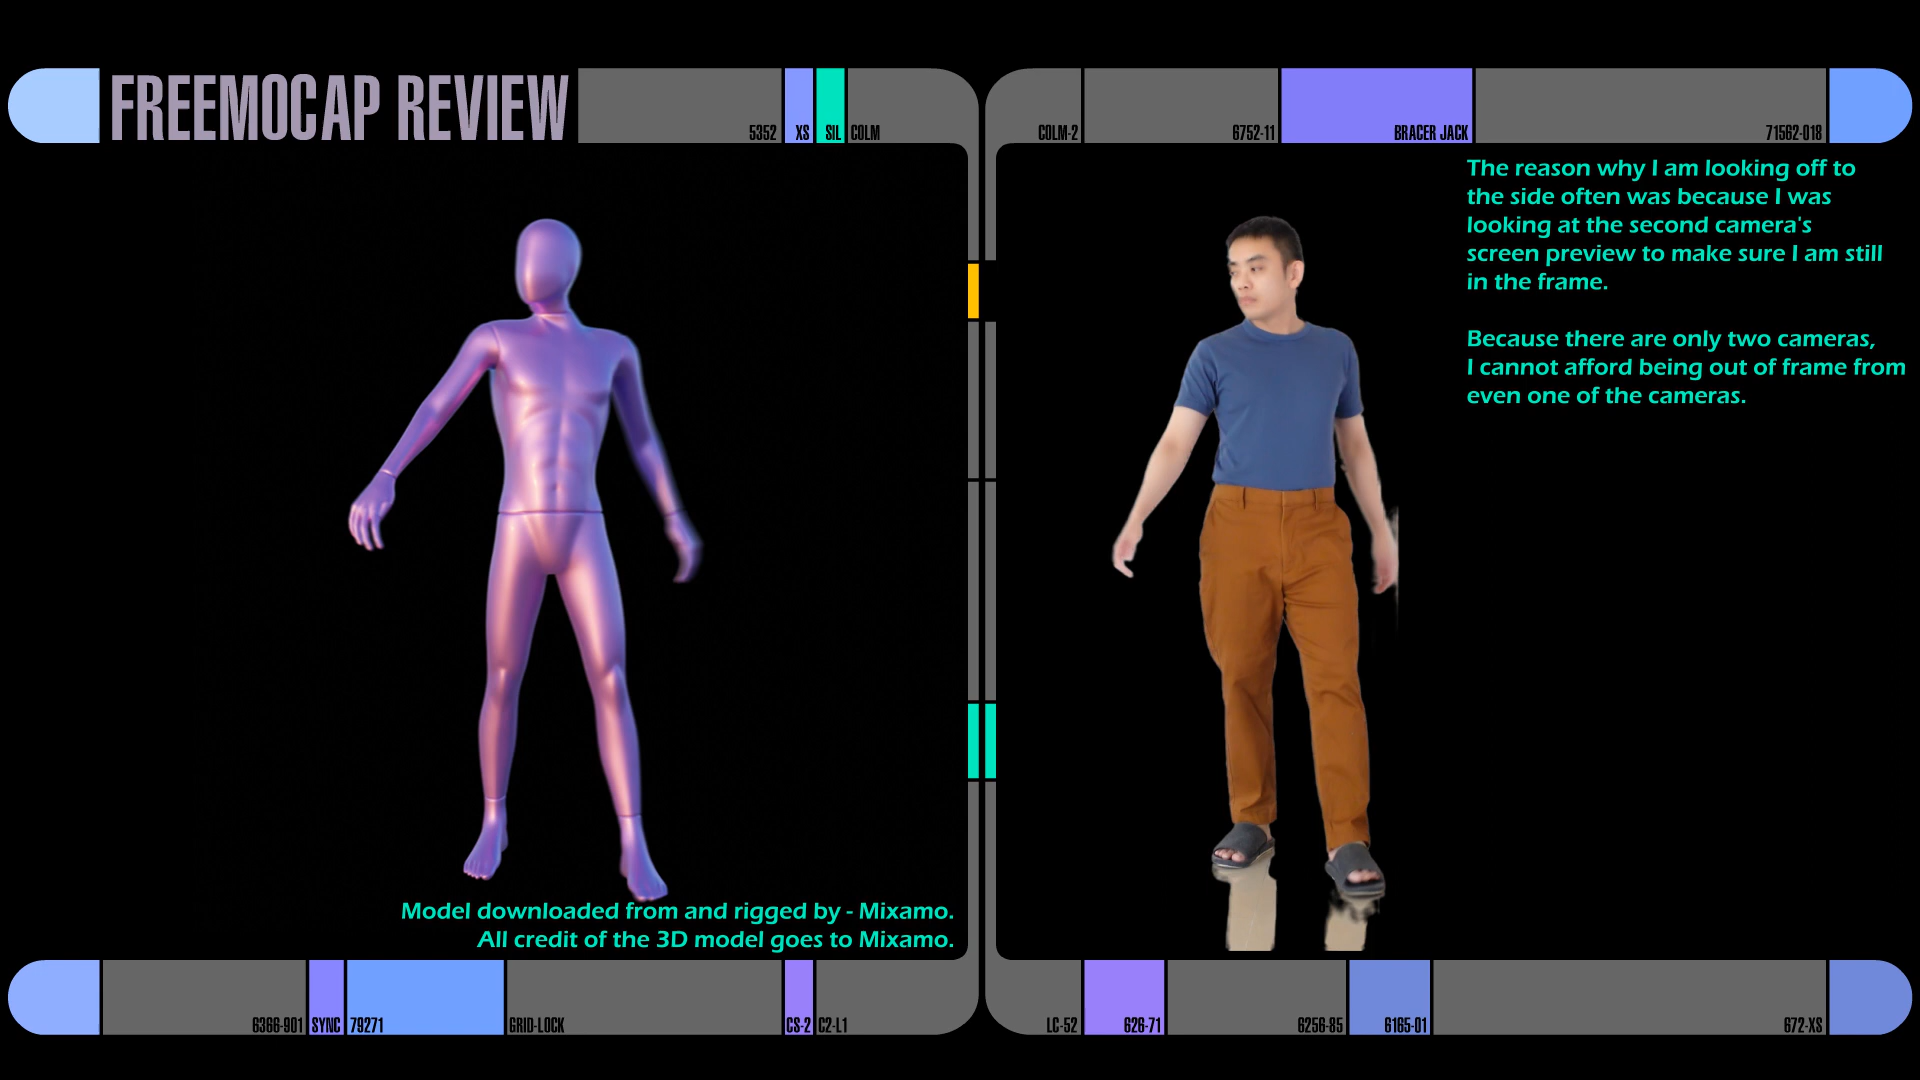 FREEMOCAP REVIEW
5352
XS
SIL
COLM
COLM-2
6752-11
BRACER JACK
71562-018
The reason why I am looking off to
the side often was because I was
looking at the second camera's
screen preview to make sure I am still
in the frame.
Because there are only two cameras,
I cannot afford being out of frame from
even one of the cameras.
Model downloaded from and rigged by - Mixamo.
All credit of the 3D model goes to Mixamo.
6366-901
SYNC
79271
GRID-LOCK
CS-2
C2-L1
LC-52
626-71
6256-85
6165-01
672-XS